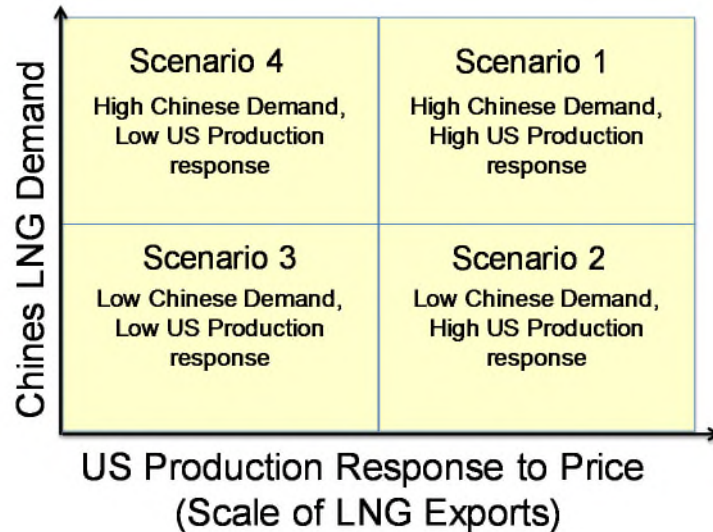 Chines LNG Demand
Scenario 4
High Chinese Demand,
Low US Production
response
Scenario 1
High Chinese Demand,
High US Production
response
Scenario 3
Low Chinese Demand,
Low US Production
response
Scenario 2
Low Chinese Demand,
High US Production
response
US Production Response to Price
(Scale of LNG Exports)